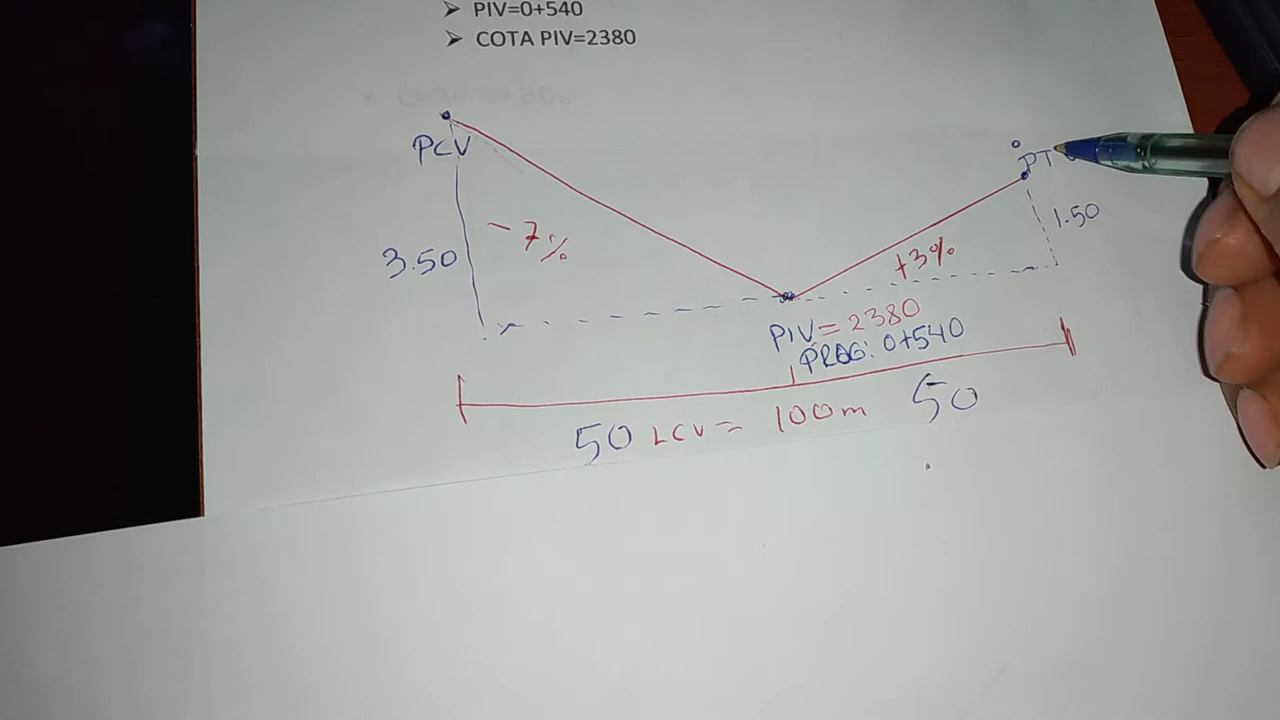 ➢ PIV=0+540
➢ COTA PIV=2380
PCV
PT
3.50
- 7%
+3%
1.50
PIV = 2380
PROG: 0+540
50 LCV = 100m 50